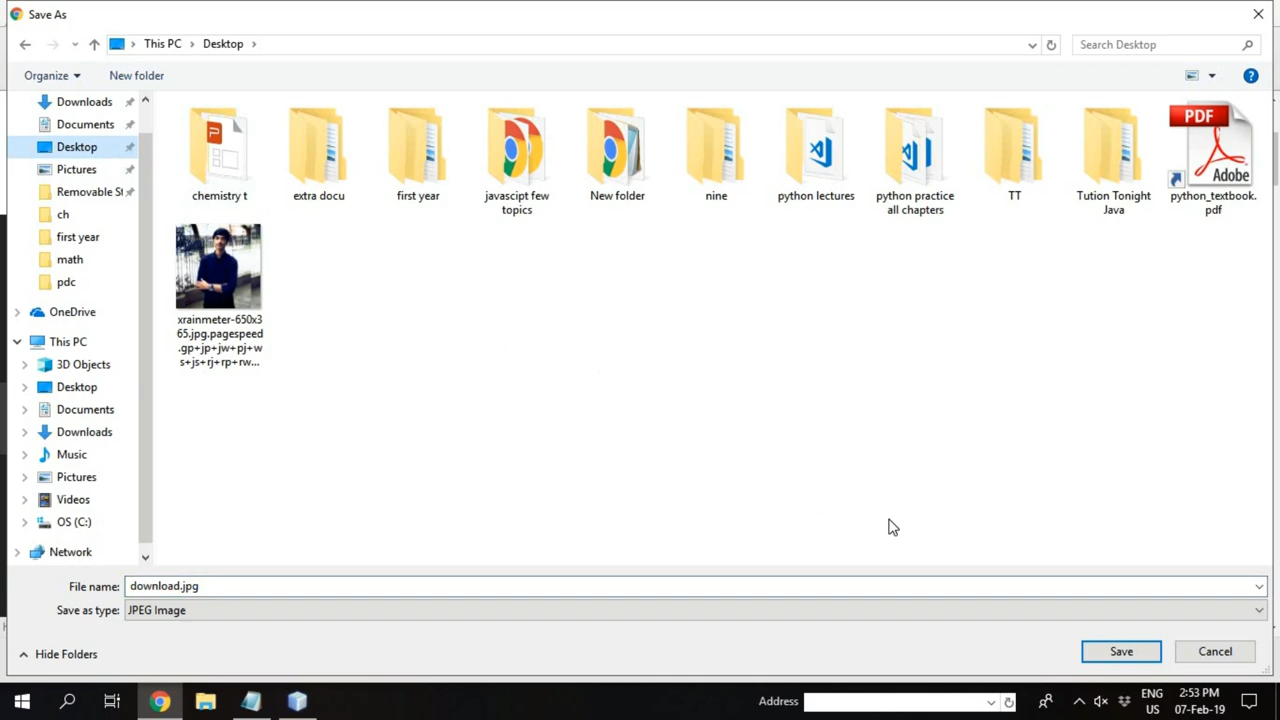 Save As
This PC
Desktop
Search Desktop
Organize
New folder
Downloads
Documents
Desktop
Pictures
Removable St
ch
first year
math
pdc
OneDrive
This PC
3D Objects
Desktop
Documents
Downloads
Music
Pictures
Videos
OS (C:)
Network
chemistry t
extra docu
first year
javascipt few
topics
New folder
nine
python lectures
python practice
all chapters
TT
Tution Tonight
Java
PDF
Adobe
python_textbook.
pdf
xrainmeter-650x3
65.jpg.pagespeed
.gp+jp+jw+pj+w
s+js+rj+rp+rw...
File name: download.jpg
Save as type: JPEG Image
Hide Folders
Save
Cancel
Address
ENG
US
2:53 PM
07-Feb-19